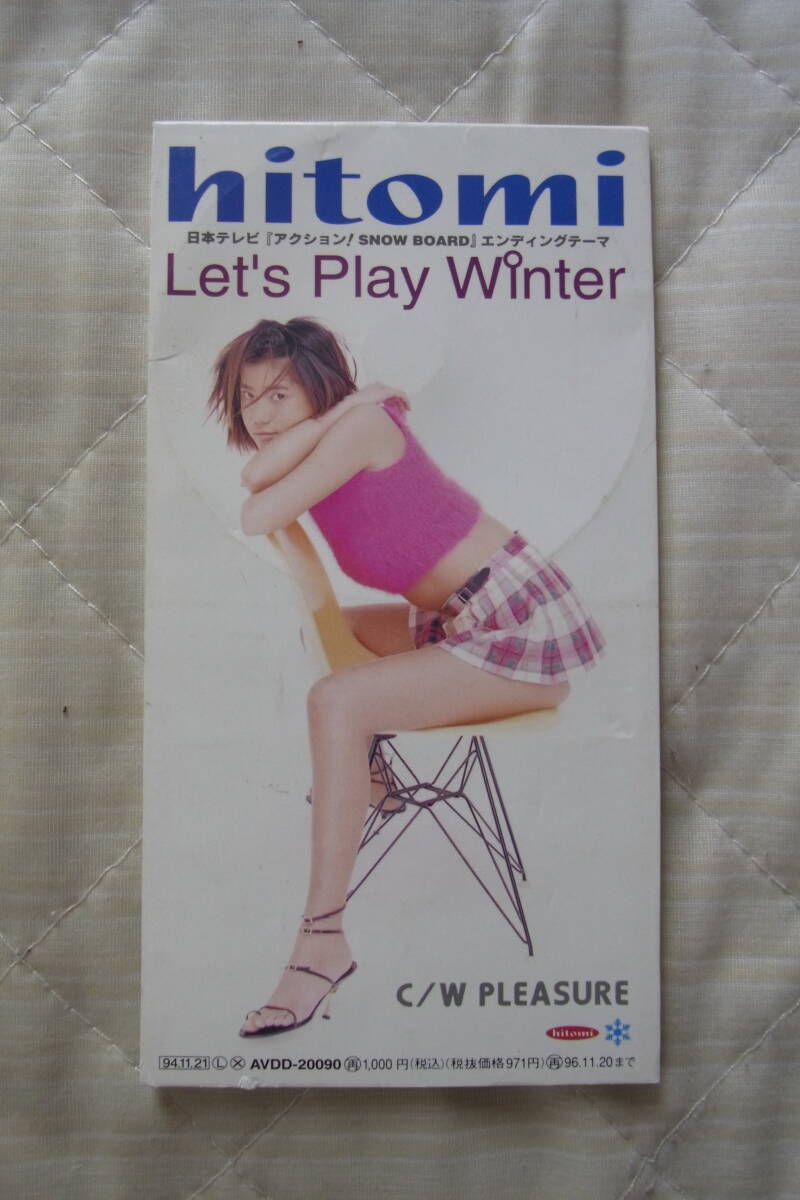 hitomi
日本テレビ『アクション! SNOW BOARD』エンディングテーマ
Let's Play Winter
C/W PLEASURE
hitomi
94.11.21 Ⓛ Ⓧ AVDD-20090 ㊢1,000円(税込)(税抜価格971円) 再96.11.20まで